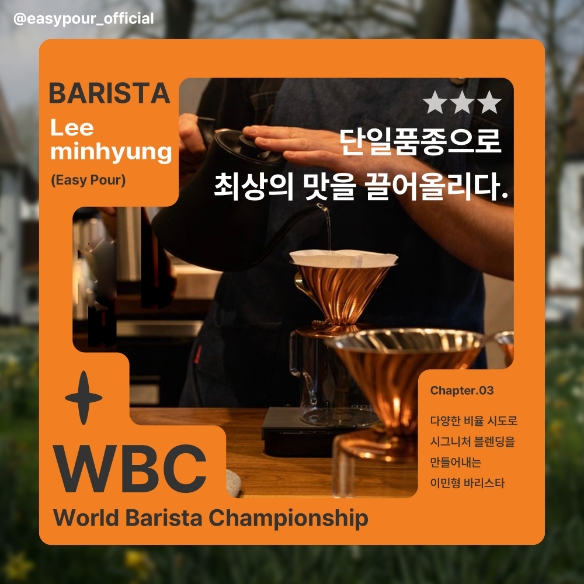 @easypour_official
BARISTA
Lee
minhyung
(Easy Pour)
단일품종으로
최상의 맛을 끌어올리다.
Chapter.03
다양한 비율 시도로
시그니처 블렌딩을
만들어내는
이민형 바리스타
WBC
World Barista Championship